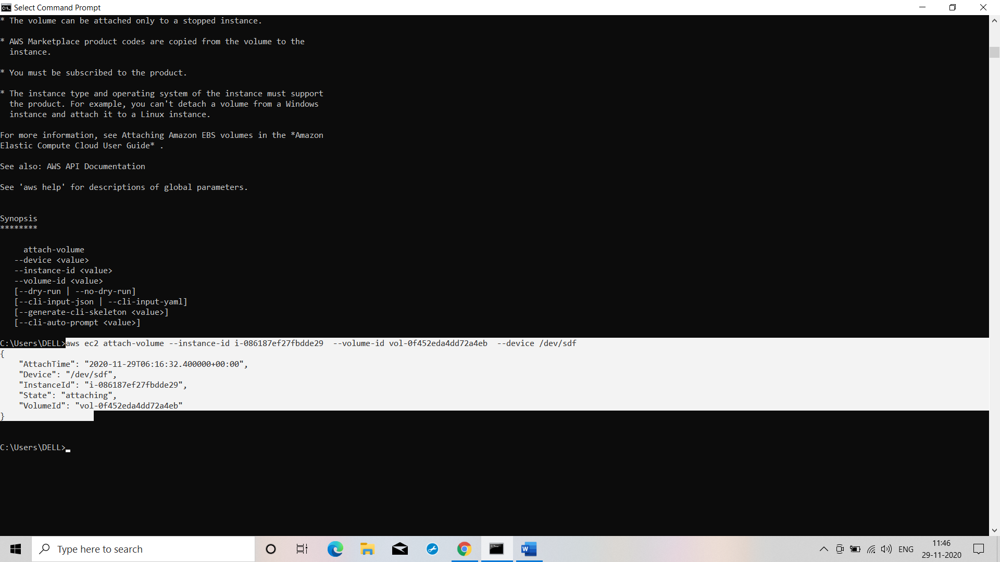 Select Command Prompt
* The volume can be attached only to a stopped instance.
* AWS Marketplace product codes are copied from the volume to the
instance.
* You must be subscribed to the product.
* The instance type and operating system of the instance must support
the product. For example, you can't detach a volume from a Windows
instance and attach it to a Linux instance.
For more information, see Attaching Amazon EBS volumes in the *Amazon
Elastic Compute Cloud User Guide* .
See also: AWS API Documentation
See 'aws help' for descriptions of global parameters.
Synopsis
********
attach-volume
--device <value>
--instance-id <value>
--volume-id <value>
[--dry-run | --no-dry-run]
[--cli-input-json | --cli-input-yaml]
[--generate-cli-skeleton <value>]
[--cli-auto-prompt <value>]
C:\Users\DELL>aws ec2 attach-volume --instance-id i-086187ef27fbdde29  --volume-id vol-0f452eda4dd72a4eb  --device /dev/sdf
{
"AttachTime": "2020-11-29T06:16:32.400000+00:00",
"Device": "/dev/sdf",
"InstanceId": "i-086187ef27fbdde29",
"State": "attaching",
"VolumeId": "vol-0f452eda4dd72a4eb"
}
C:\Users\DELL>
Type here to search
ENG
11:46
29-11-2020